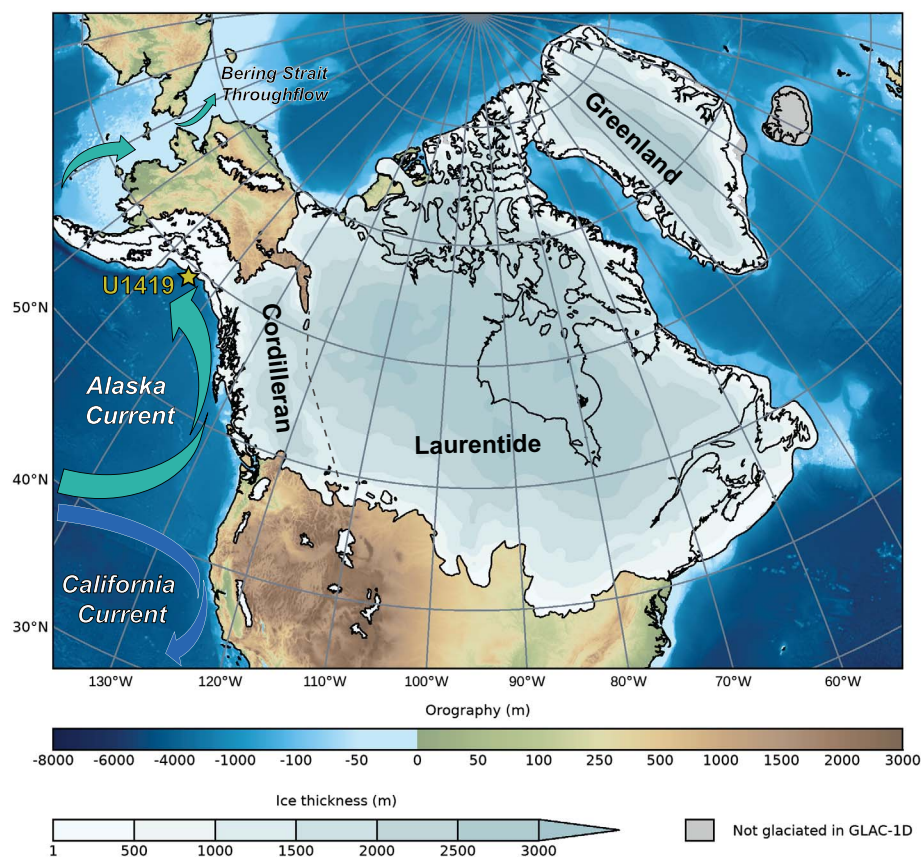 Bering Strait
Throughflow
Greenland
U1419
50°N
Cordilleran
Alaska
Current
Laurentide
40°N
California
Current
30°N
130°W 120°W 110°W 100°W 90°W 80°W 70°W 60°W
Orography (m)
-8000 -6000 -4000 -1000 -100 -50 0 50 100 250 500 1000 1500 2000 3000
Ice thickness (m)
Not glaciated in GLAC-1D
1 500 1000 1500 2000 2500 3000